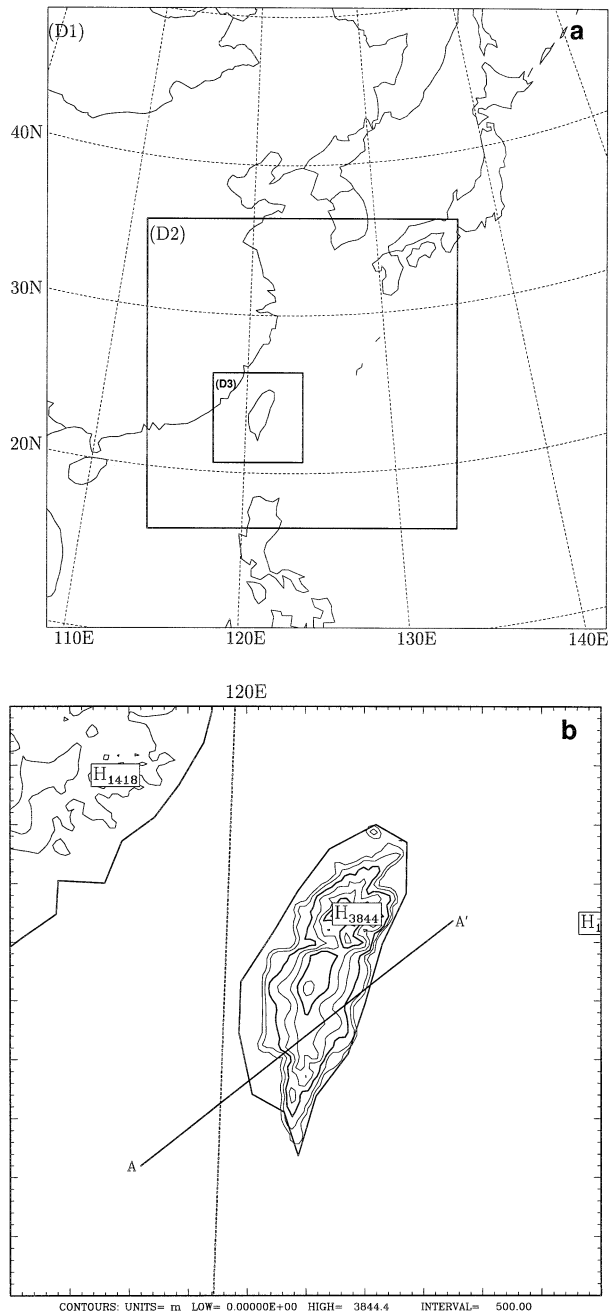 (D1)
a
40N
(D2)
30N
(D3)
20N
110E 120E 130E 140E
120E
b
H1418
H3844
A'
H1
A
CONTOURS: UNITS= m LOW= 0.00000E+00 HIGH= 3844.4 INTERVAL= 500.00